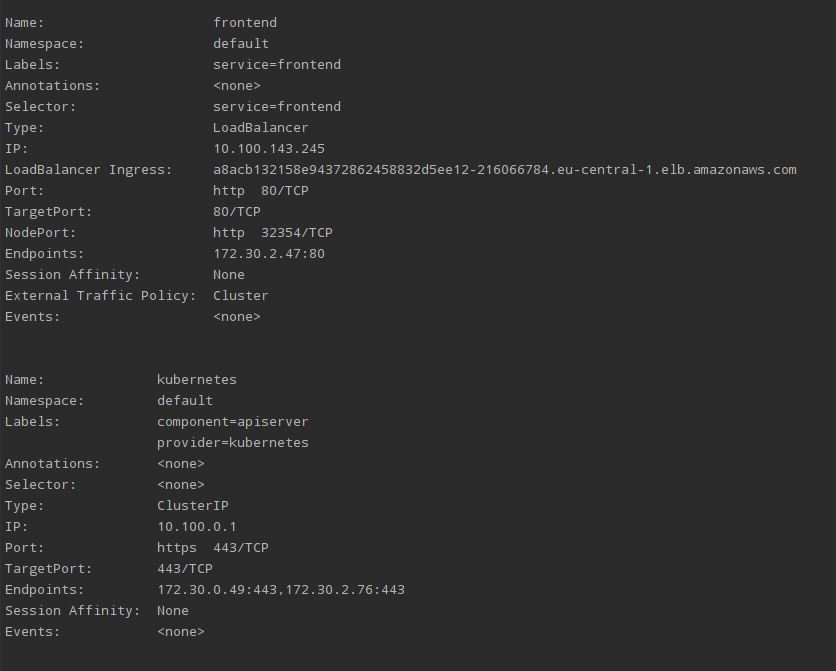 Name:                     frontend
Namespace:                default
Labels:                   service=frontend
Annotations:              <none>
Selector:                 service=frontend
Type:                     LoadBalancer
IP:                       10.100.143.245
LoadBalancer Ingress:     a8acb132158e94372862458832d5ee12-216066784.eu-central-1.elb.amazonaws.com
Port:                     http  80/TCP
TargetPort:               80/TCP
NodePort:                 http  32354/TCP
Endpoints:                172.30.2.47:80
Session Affinity:         None
External Traffic Policy:  Cluster
Events:                   <none>

Name:              kubernetes
Namespace:         default
Labels:            component=apiserver
                   provider=kubernetes
Annotations:       <none>
Selector:          <none>
Type:              ClusterIP
IP:                10.100.0.1
Port:              https  443/TCP
TargetPort:        443/TCP
Endpoints:         172.30.0.49:443,172.30.2.76:443
Session Affinity:  None
Events:            <none>